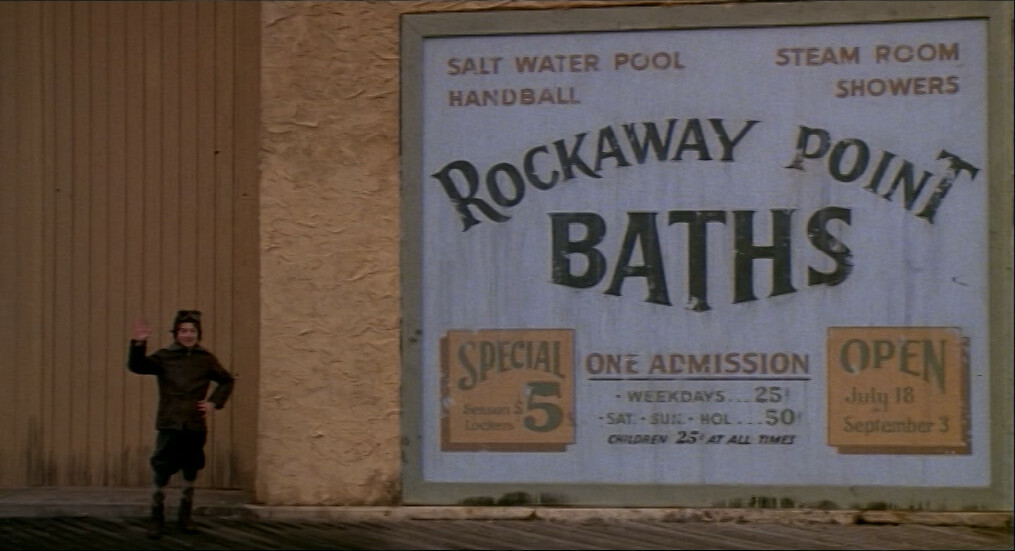 SALT WATER POOL
HANDBALL
STEAM ROOM
SHOWERS
ROCKAWAY POINT
BATHS
SPECIAL
Season $5
Lockers
ONE ADMISSION
· WEEKDAYS... 25¢
· SAT. · SUN. · HOL .... 50¢
CHILDREN 25¢ AT ALL TIMES
OPEN
July 18
to
September 3